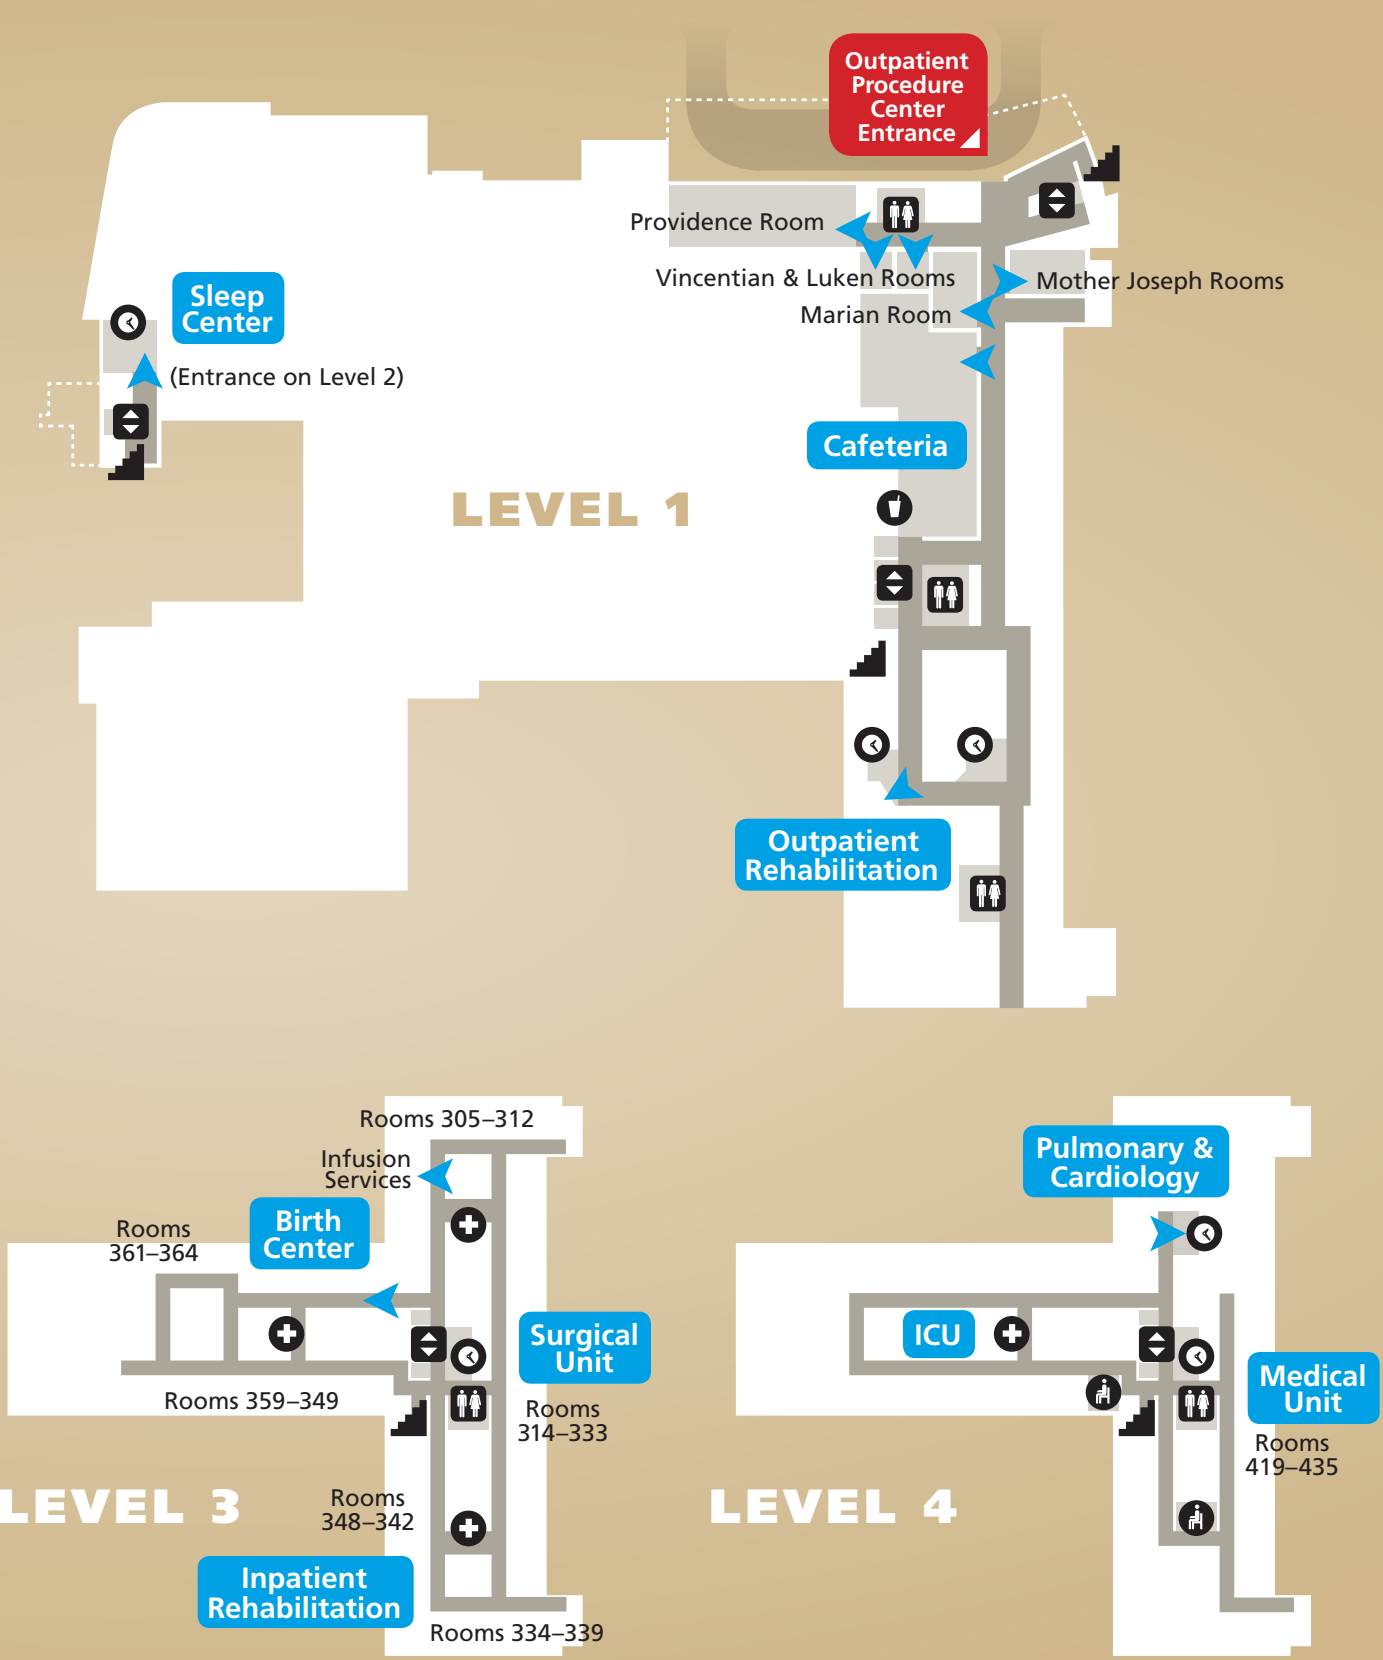 Outpatient
Procedure
Center
Entrance
Providence Room
Vincentian & Luken Rooms
Mother Joseph Rooms
Marian Room
Sleep
Center
(Entrance on Level 2)
Cafeteria
LEVEL 1
Outpatient
Rehabilitation
Rooms 305–312
Infusion
Services
Birth
Center
Rooms
361–364
Surgical
Unit
Rooms 359–349
Rooms
314–333
LEVEL 3
Rooms
348–342
Inpatient
Rehabilitation
Rooms 334–339
Pulmonary &
Cardiology
ICU
Medical
Unit
Rooms
419–435
LEVEL 4